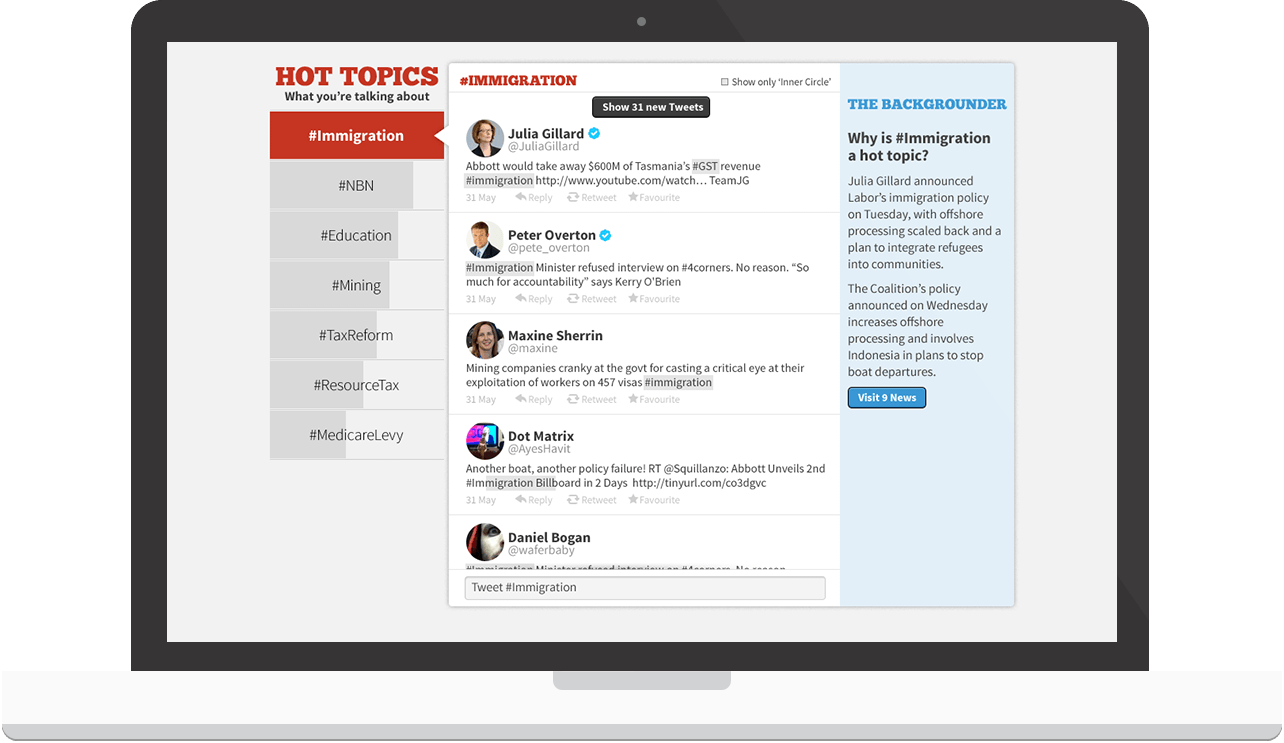 HOT TOPICS
What you're talking about
#Immigration
#NBN
#Education
#Mining
#TaxReform
#ResourceTax
#MedicareLevy
#IMMIGRATION
Show only ‘Inner Circle’
Show 31 new Tweets
Julia Gillard
@JuliaGillard
Abbott would take away $600M of Tasmania's #GST revenue
#immigration http://www.youtube.com/watch… TeamJG
31 May Reply Retweet Favourite
Peter Overton
@pete_overton
#Immigration Minister refused interview on #4corners. No reason. “So
much for accountability” says Kerry O'Brien
31 May Reply Retweet Favourite
Maxine Sherrin
@maxine
Mining companies cranky at the govt for casting a critical eye at their
exploitation of workers on 457 visas #immigration
31 May Reply Retweet Favourite
Dot Matrix
@AyesHavit
Another boat, another policy failure! RT @Squillanzo: Abbott Unveils 2nd
#Immigration Billboard in 2 Days http://tinyurl.com/co3dgvc
31 May Reply Retweet Favourite
Daniel Bogan
@waferbaby
#Immigration Minister refused interview on #4corners. No reason
Tweet #Immigration
THE BACKGROUNDER
Why is #Immigration
a hot topic?
Julia Gillard announced
Labor's immigration policy
on Tuesday, with offshore
processing scaled back and a
plan to integrate refugees
into communities.
The Coalition's policy
announced on Wednesday
increases offshore
processing and involves
Indonesia in plans to stop
boat departures.
Visit 9 News